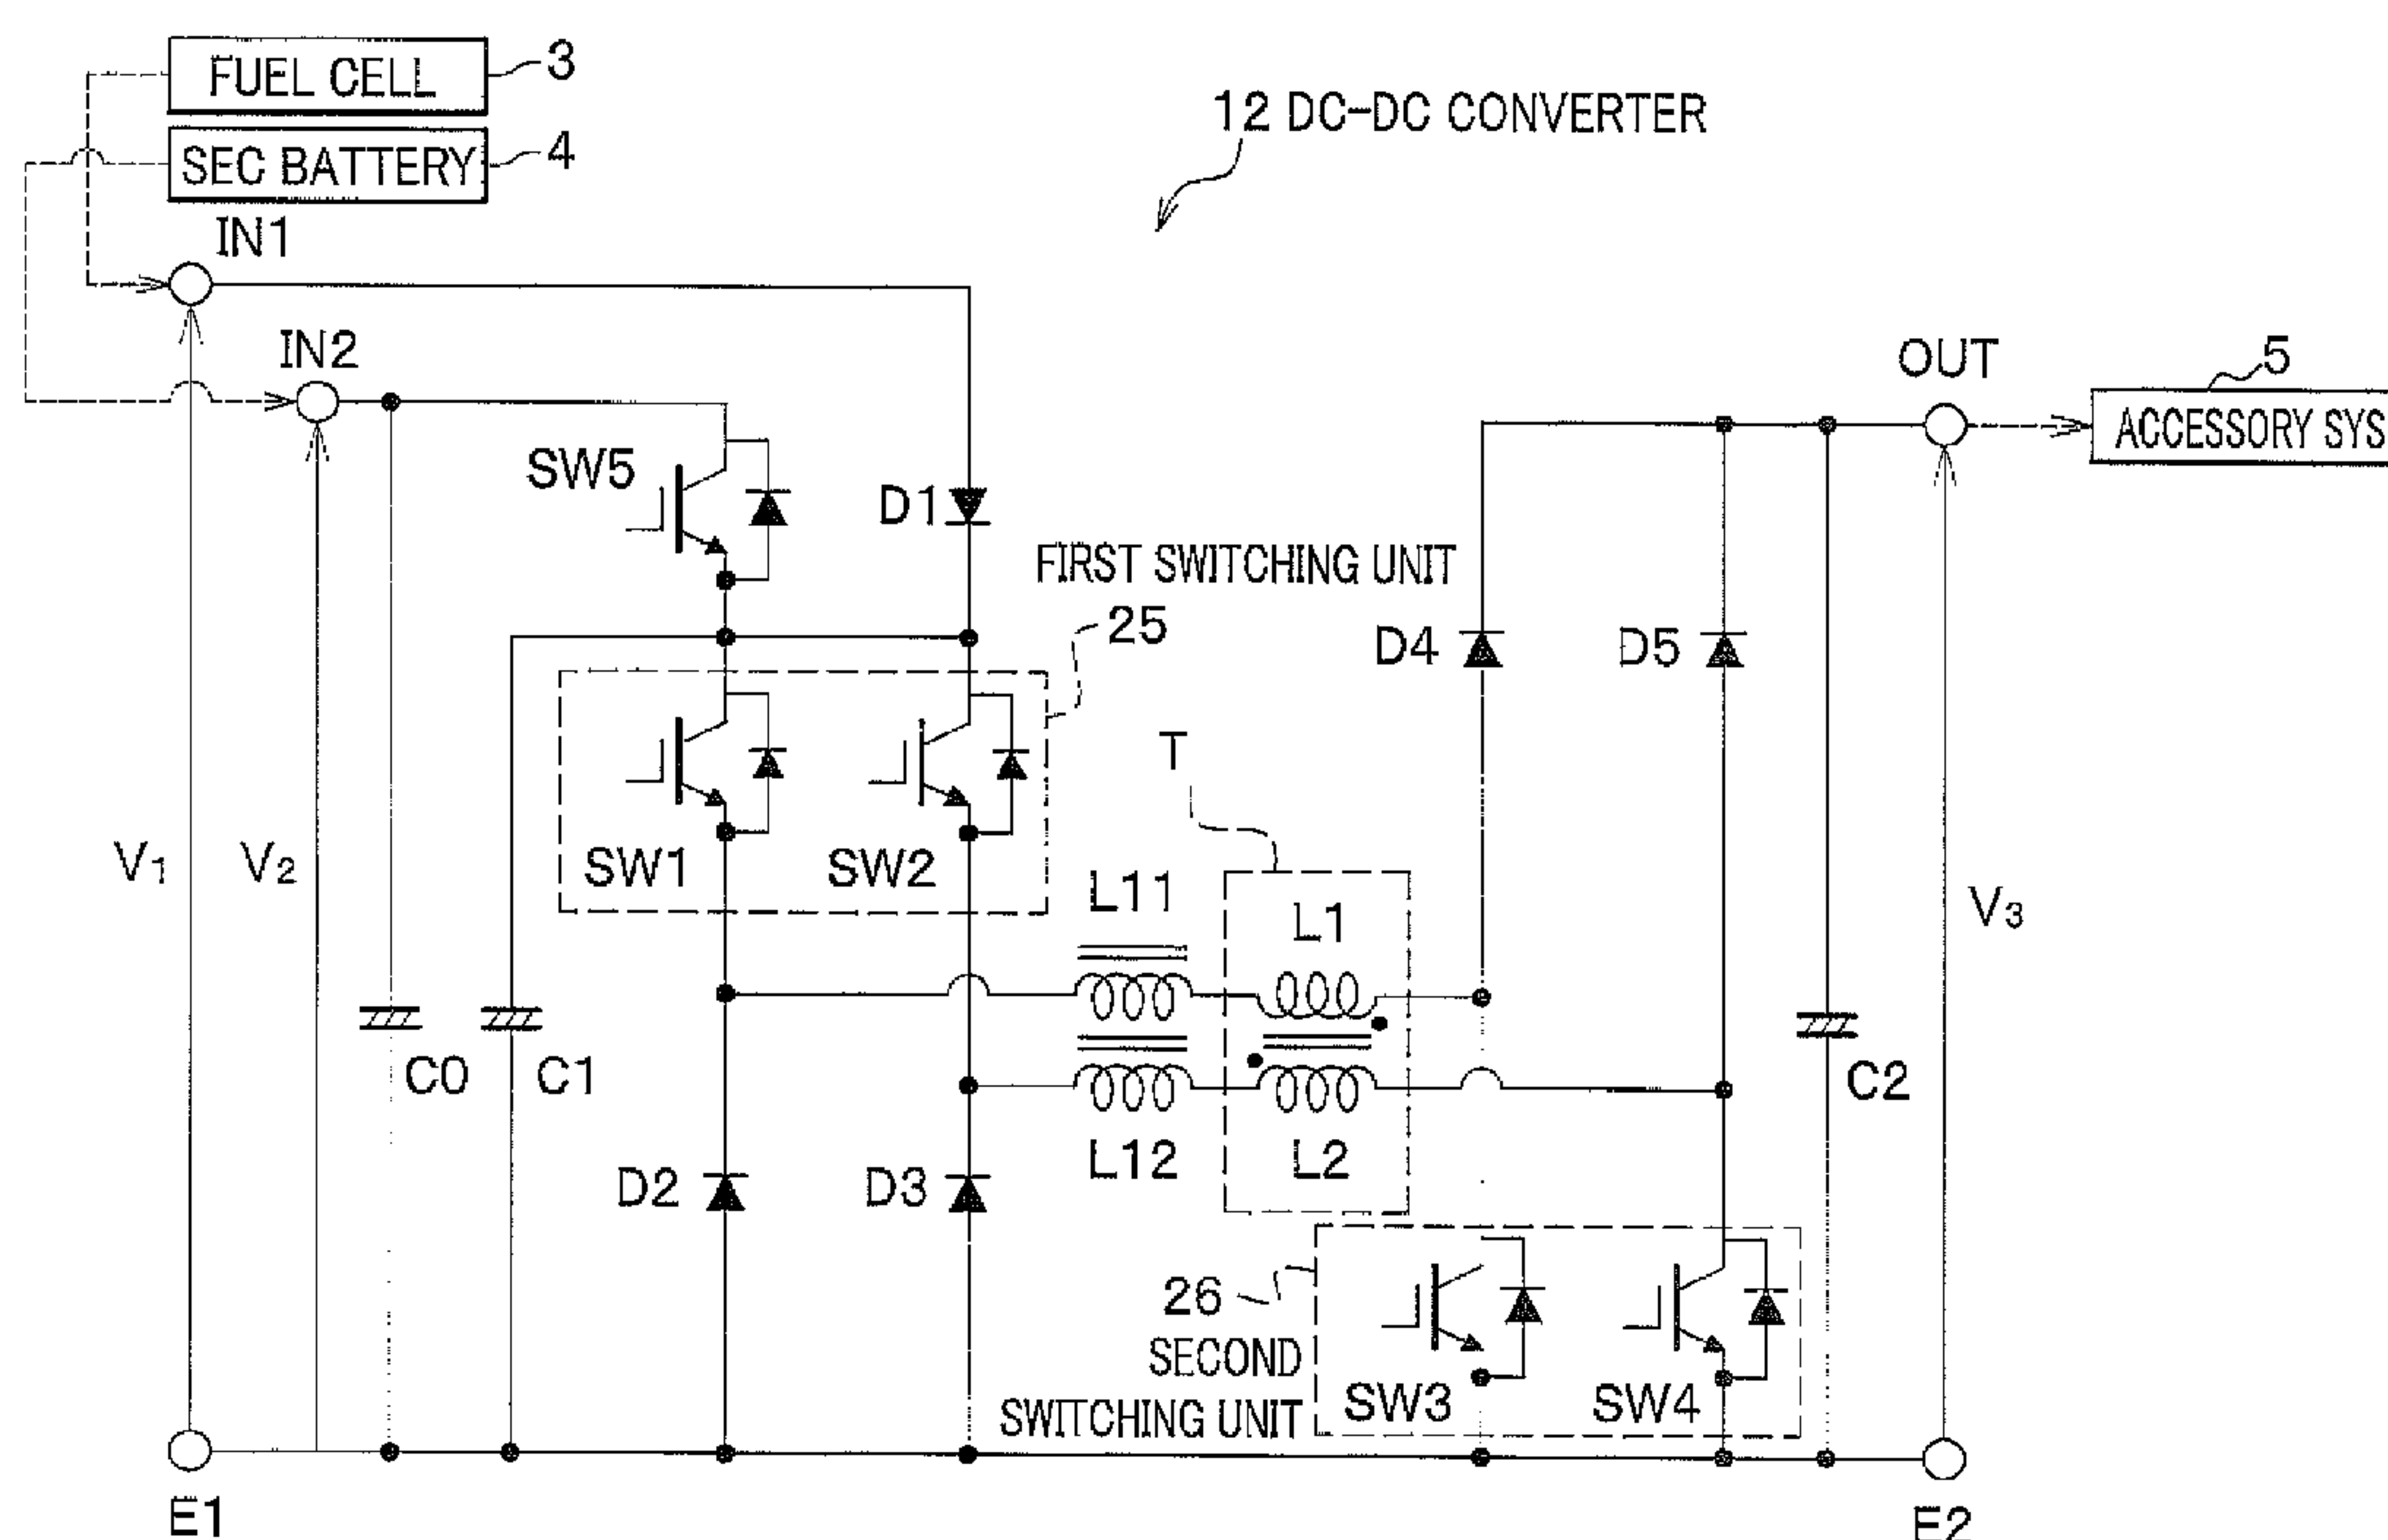 FUEL CELL
3
SEC BATTERY
4
12 DC-DC CONVERTER
IN1
IN2
OUT
5
ACCESSORY SYS
SW5
D1
FIRST SWITCHING UNIT
25
D4
D5
T
SW1
SW2
V1
V2
L11
L1
V3
C0
C1
C2
D2
D3
L12
L2
26
SECOND
SWITCHING UNIT
SW3
SW4
E1
E2